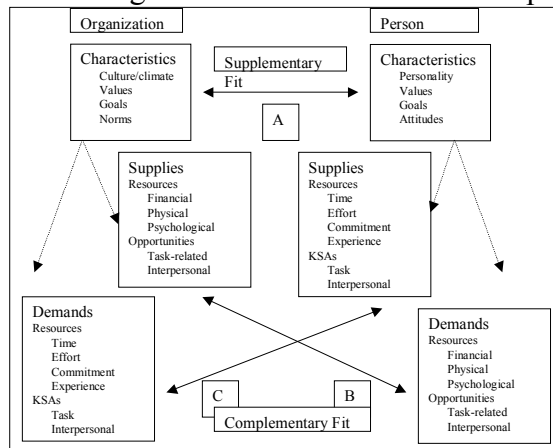 Organization
Person
Characteristics
Culture/climate
Values
Goals
Norms
Supplementary
Fit
A
Characteristics
Personality
Values
Goals
Attitudes
Supplies
Resources
Financial
Physical
Psychological
Opportunities
Task-related
Interpersonal
Supplies
Resources
Time
Effort
Commitment
Experience
KSAs
Task
Interpersonal
Demands
Resources
Time
Effort
Commitment
Experience
KSAs
Task
Interpersonal
Demands
Resources
Financial
Physical
Psychological
Opportunities
Task-related
Interpersonal
C
B
Complementary Fit